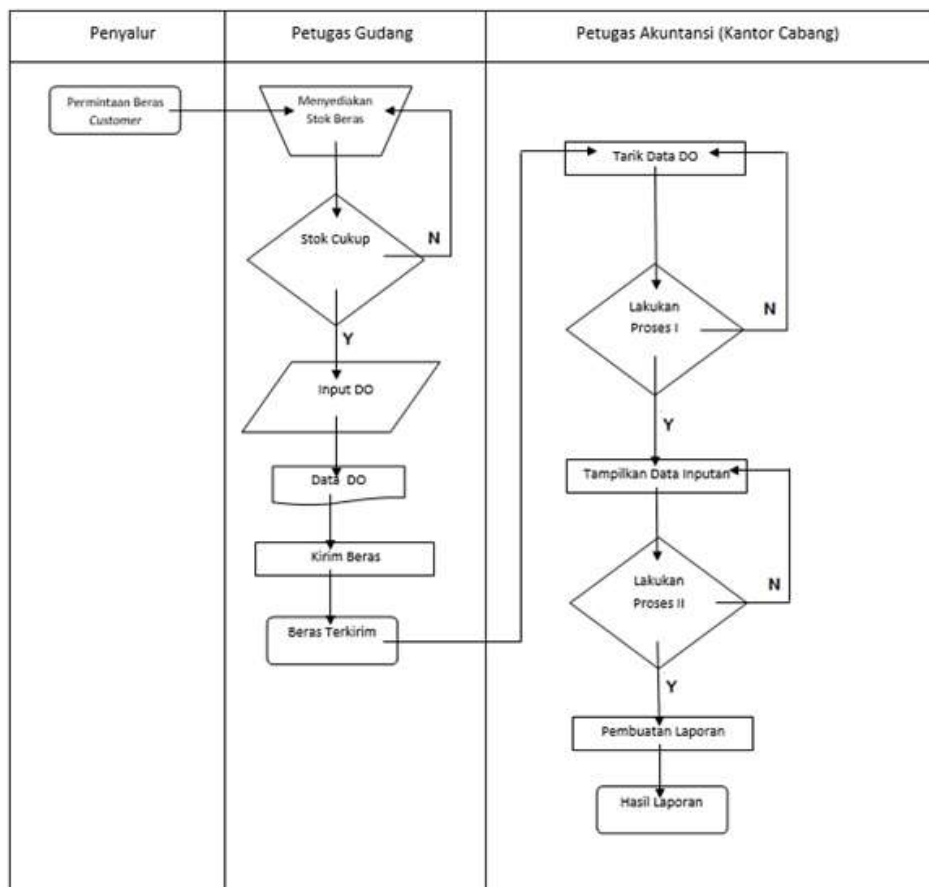 Penyalur
Petugas Gudang
Petugas Akuntansi (Kantor Cabang)
Permintaan Beras
Customer
Menyediakan
Stok Beras
Stok Cukup
N
Y
Input DO
Data DO
Kirim Beras
Beras Terkirim
Tarik Data DO
Lakukan
Proses I
N
Y
Tampilkan Data Inputan
Lakukan
Proses II
N
Y
Pembuatan Laporan
Hasil Laporan